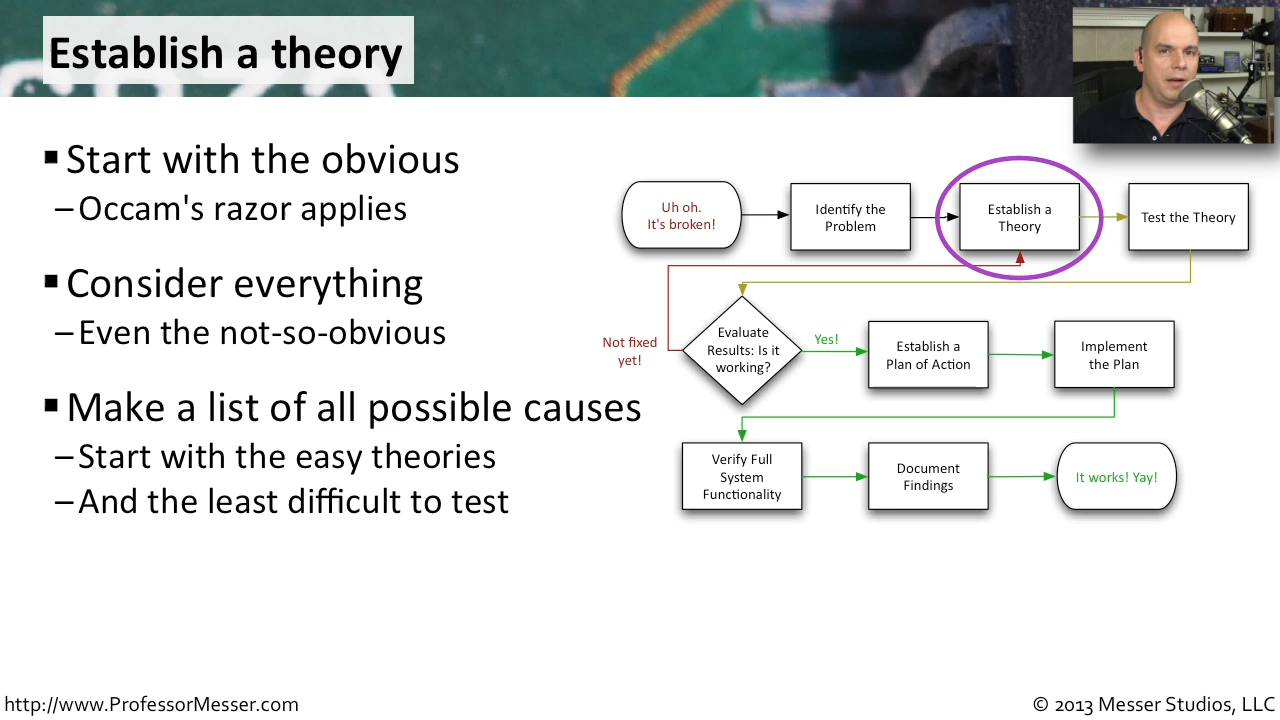 Establish a theory
▪ Start with the obvious
– Occam's razor applies
▪ Consider everything
– Even the not-so-obvious
▪ Make a list of all possible causes
– Start with the easy theories
– And the least difficult to test
Uh oh.
It's broken!
Identify the
Problem
Establish a
Theory
Test the Theory
Not fixed
yet!
Evaluate
Results: Is it
working?
Yes!
Establish a
Plan of Action
Implement
the Plan
Verify Full
System
Functionality
Document
Findings
It works! Yay!
http://www.ProfessorMesser.com
© 2013 Messer Studios, LLC